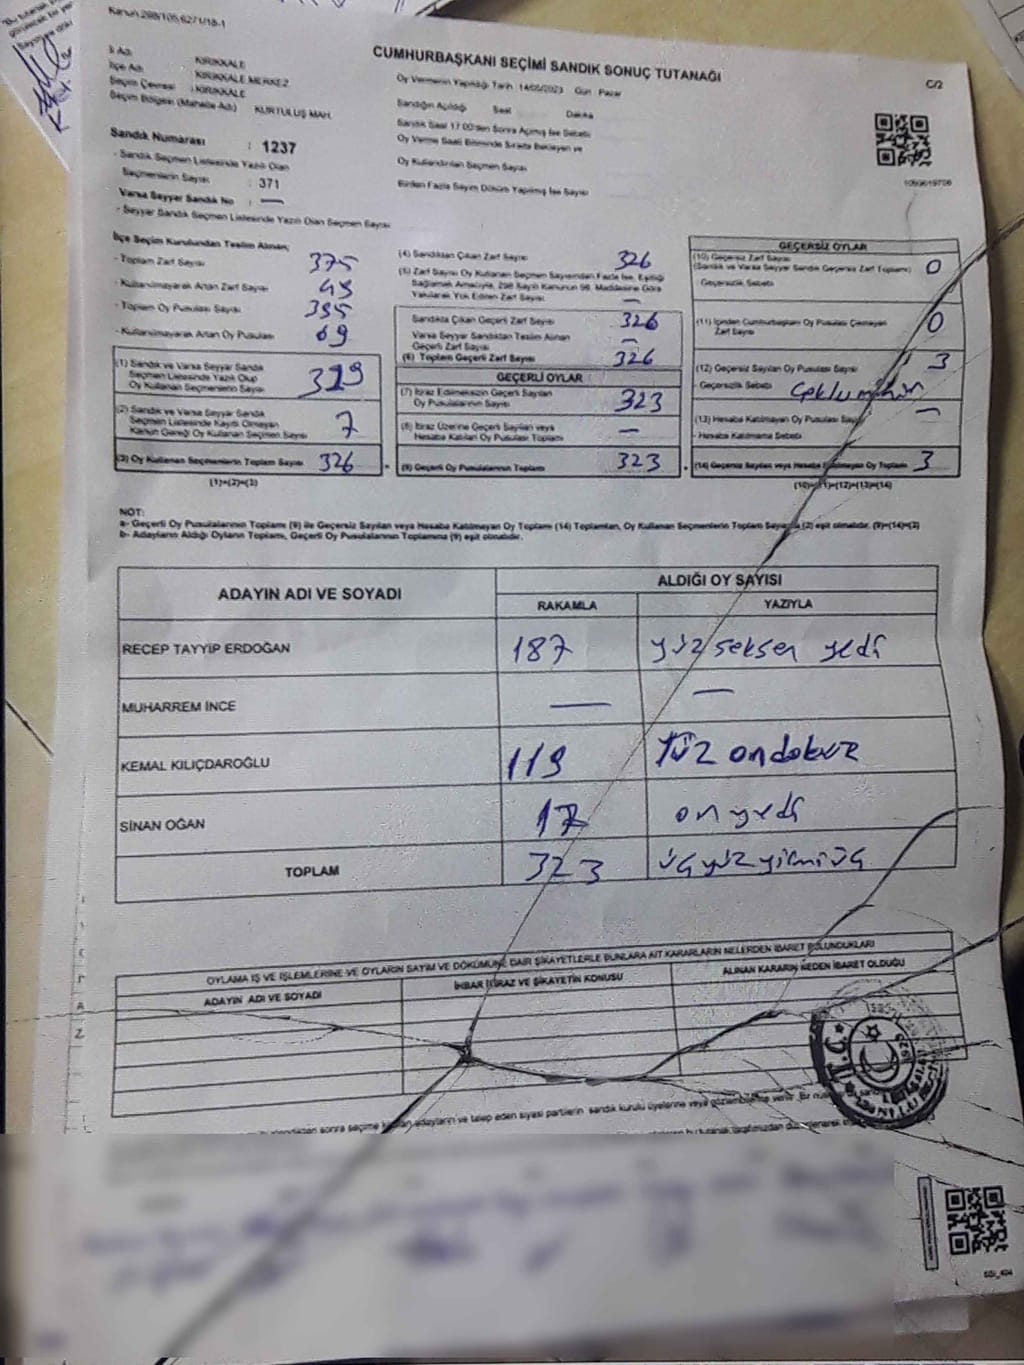 Kanun 298/105,6271/18-1
CUMHURBAŞKANI SEÇİMİ SANDIK SONUÇ TUTANAĞI
C/2
İl Adı KIRIKKALE
İlçe Adı KIRIKKALE MERKEZ
Seçim Çevresi : KIRIKKALE
Seçim Bölgesi (Mahalle Adı) KURTULUŞ MAH.
Sandık Numarası : 1237
- Sandık Seçmen Listesinde Yazılı Olan
Seçmenlerin Sayısı : 371
Varsa Seyyar Sandık No : —
- Seyyar Sandık Seçmen Listesinde Yazılı Olan Seçmen Sayısı
Oy Vermenin Yapıldığı Tarih 14/05/2023 Gün Pazar
Sandığın Açıldığı Saat Dakika
Sandık Saat 17.00'den Sonra Açılmış İse Sebebi
Oy Verme Saati Bitiminde Sırada Bekleyen ve
Oy Kullandırılan Seçmen Sayısı
Birden Fazla Sayım Döküm Yapılmış İse Sayısı
İlçe Seçim Kurulundan Teslim Alınan;
- Toplam Zarf Sayısı 375
- Kullanılmayarak Artan Zarf Sayısı 49
- Toplam Oy Pusulası Sayısı 395
- Kullanılmayarak Artan Oy Pusulası 69
(1) Sandık ve Varsa Seyyar Sandık
Seçmen Listesinde Yazılı Olup
Oy Kullanan Seçmenlerin Sayısı 319
(2) Sandık ve Varsa Seyyar Sandık
Seçmen Listesinde Kayıtlı Olmayan
Kanun Gereği Oy Kullanan Seçmen Sayısı 7
(3) Oy Kullanan Seçmenlerin Toplam Sayısı 326
(1)+(2)=(3)
(4) Sandıktan Çıkan Zarf Sayısı 326
(5) Zarf Sayısı Oy Kullanan Seçmen Sayısından Fazla İse, Eşitliği
Sağlamak Amacıyla, 298 Sayılı Kanunun 98. Maddesine Göre
Yakılarak Yok Edilen Zarf Sayısı —
Sandıkta Çıkan Geçerli Zarf Sayısı 326
Varsa Seyyar Sandıktan Teslim Alınan
Geçerli Zarf Sayısı —
(6) Toplam Geçerli Zarf Sayısı 326
GEÇERLİ OYLAR
(7) İtiraz Edilmeksizin Geçerli Sayılan
Oy Pusulalarının Sayısı 323
(8) İtiraz Üzerine Geçerli Sayılan veya
Hesaba Katılan Oy Pusulası Toplamı —
(9) Geçerli Oy Pusulalarının Toplamı 323
GEÇERSİZ OYLAR
(10) Geçersiz Zarf Sayısı 0
(Sandık ve Varsa Seyyar Sandık Geçersiz Zarf Toplamı)
Geçersizlik Sebebi
(11) İçinden Cumhurbaşkanı Oy Pusulası Çıkmayan
Zarf Sayısı 0
(12) Geçersiz Sayılan Oy Pusulası Sayısı 3
- Geçersizlik Sebebi
(13) Hesaba Katılmayan Oy Pusulası Sayısı —
- Hesaba Katılmama Sebebi
(14) Geçersiz Sayılan veya Hesaba Katılmayan Oy Toplamı 3
(10)+(11)+(12)+(13)=(14)
NOT:
a- Geçerli Oy Pusulalarının Toplamı (9) ile Geçersiz Sayılan veya Hesaba Katılmayan Oy Toplamı (14) Toplamları, Oy Kullanan Seçmenlerin Toplam Sayısına (3) eşit olmalıdır. (9)+(14)=(3)
b- Adayların Aldığı Oyların Toplamı, Geçerli Oy Pusulalarının Toplamına (9) eşit olmalıdır.
ADAYIN ADI VE SOYADI
ALDIĞI OY SAYISI
RAKAMLA YAZIYLA
RECEP TAYYİP ERDOĞAN 187 yüz seksen yedi
MUHARREM İNCE — —
KEMAL KILIÇDAROĞLU 119 Yüz ondokuz
SİNAN OĞAN 17 on yedi
TOPLAM 323 üçyüzyirmiüç
OYLAMA İŞ VE İŞLEMLERİNE VE OYLARIN SAYIM VE DÖKÜMÜNE DAİR ŞİKAYETLERLE BUNLARA AİT KARARLARIN NELERDEN İBARET BULUNDUKLARI
ADAYIN ADI VE SOYADI
İHBAR İTİRAZ VE ŞİKAYETİN KONUSU
ALINAN KARARIN NEDEN İBARET OLDUĞU
T.C.